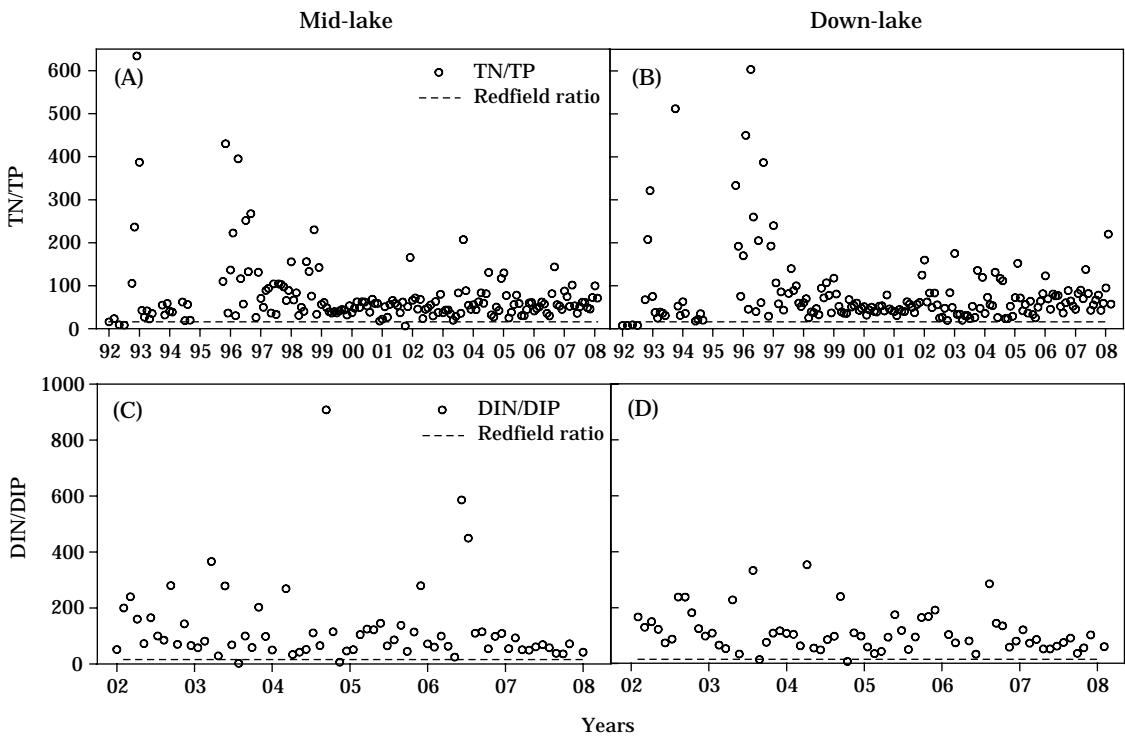 Mid-lake Down-lake
(A) TN/TP
Redfield ratio
(B)
TN/TP
600
500
400
300
200
100
0
92 93 94 95 96 97 98 99 00 01 02 03 04 05 06 07 08
92 93 94 95 96 97 98 99 00 01 02 03 04 05 06 07 08
(C) DIN/DIP
Redfield ratio
(D)
DIN/DIP
1000
800
600
400
200
0
02 03 04 05 06 07 08
02 03 04 05 06 07 08
Years